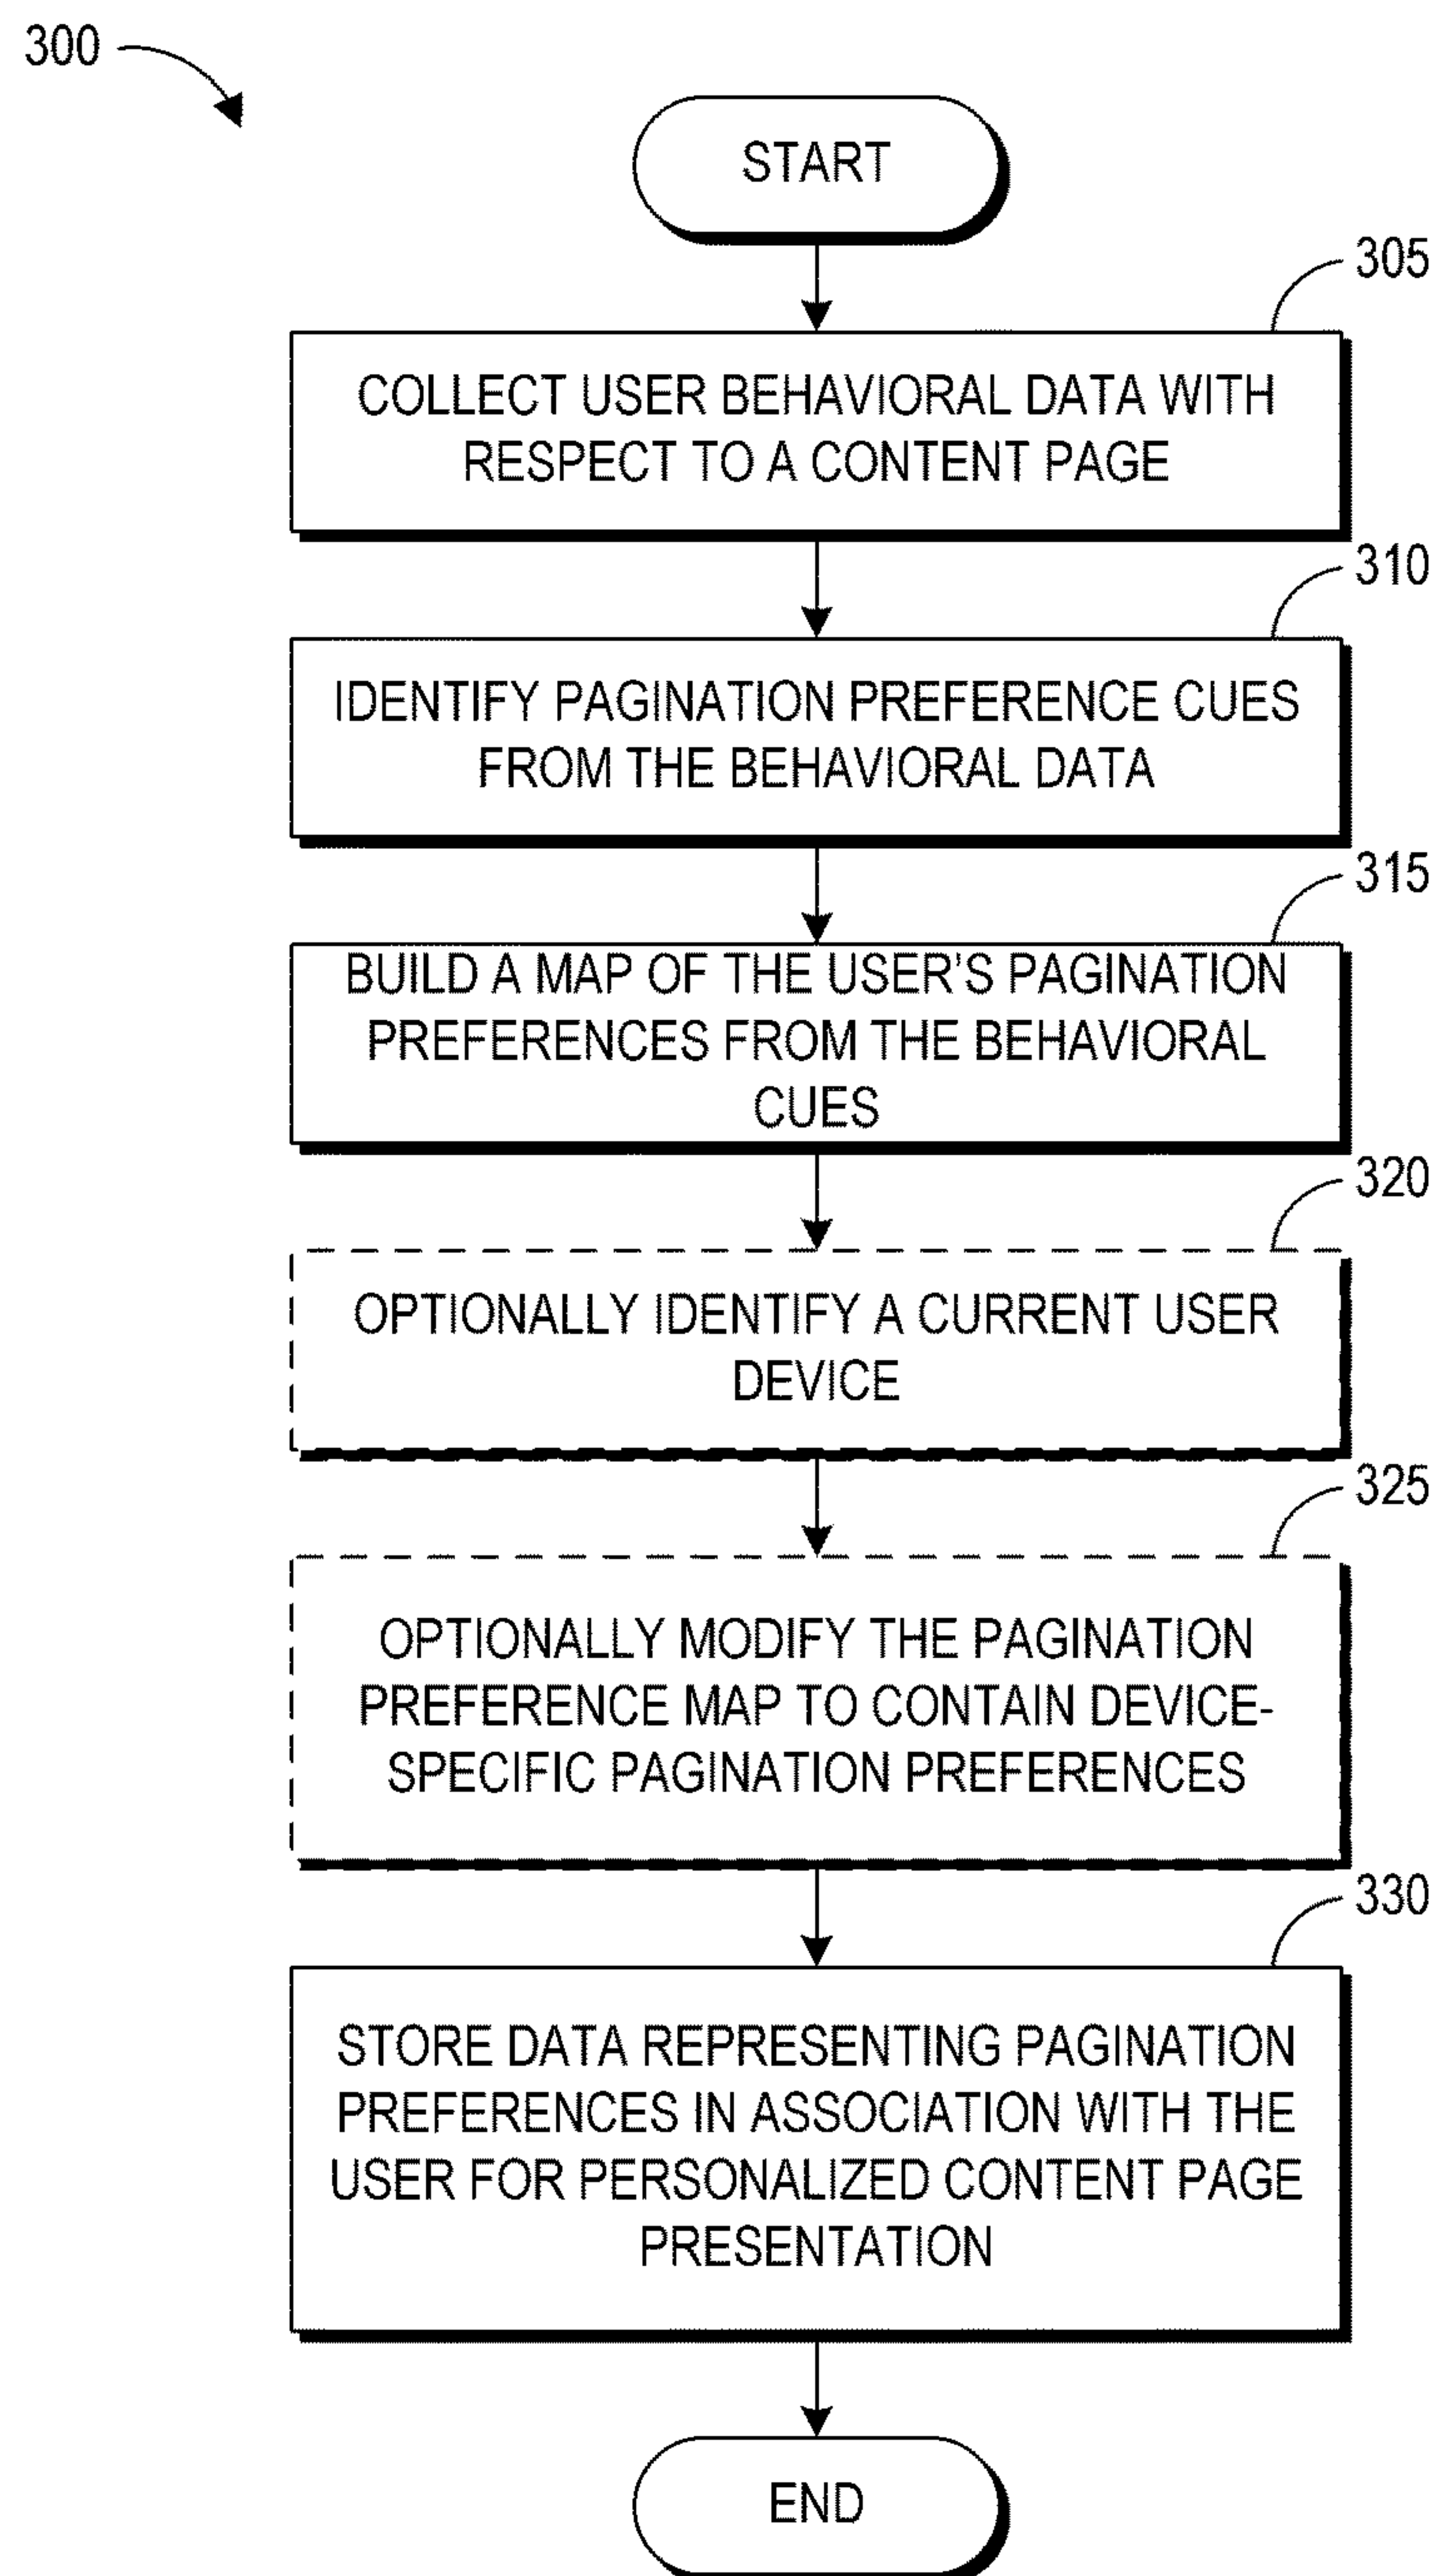 300
START
305
COLLECT USER BEHAVIORAL DATA WITH
RESPECT TO A CONTENT PAGE
310
IDENTIFY PAGINATION PREFERENCE CUES
FROM THE BEHAVIORAL DATA
315
BUILD A MAP OF THE USER'S PAGINATION
PREFERENCES FROM THE BEHAVIORAL
CUES
320
OPTIONALLY IDENTIFY A CURRENT USER
DEVICE
325
OPTIONALLY MODIFY THE PAGINATION
PREFERENCE MAP TO CONTAIN DEVICE-
SPECIFIC PAGINATION PREFERENCES
330
STORE DATA REPRESENTING PAGINATION
PREFERENCES IN ASSOCIATION WITH THE
USER FOR PERSONALIZED CONTENT PAGE
PRESENTATION
END